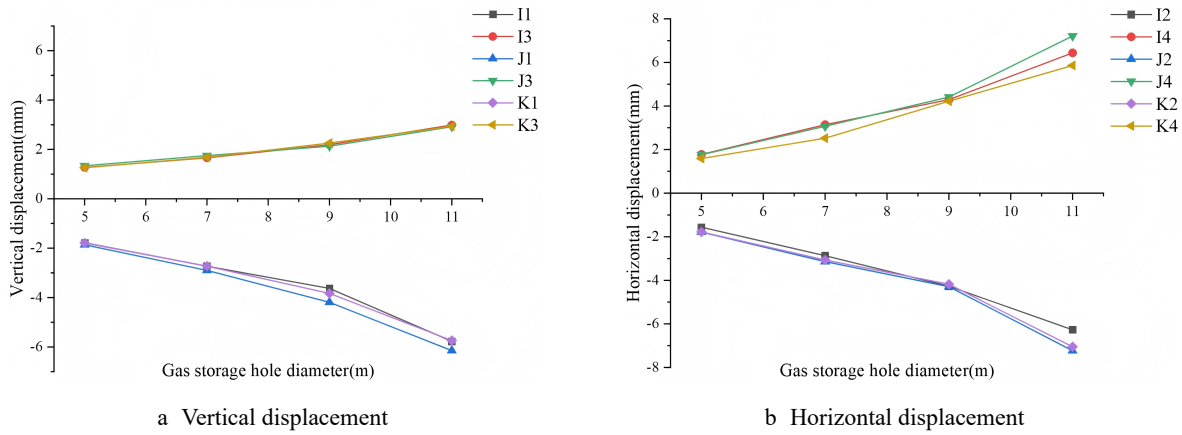 I1
I3
J1
J3
K1
K3
6
4
2
0
-2
-4
-6
5 6 7 8 9 10 11
Vertical displacement(mm)
Gas storage hole diameter(m)
a Vertical displacement
I2
I4
J2
J4
K2
K4
8
6
4
2
0
-2
-4
-6
-8
5 6 7 8 9 10 11
Horizontal displacement(mm)
Gas storage hole diameter(m)
b Horizontal displacement